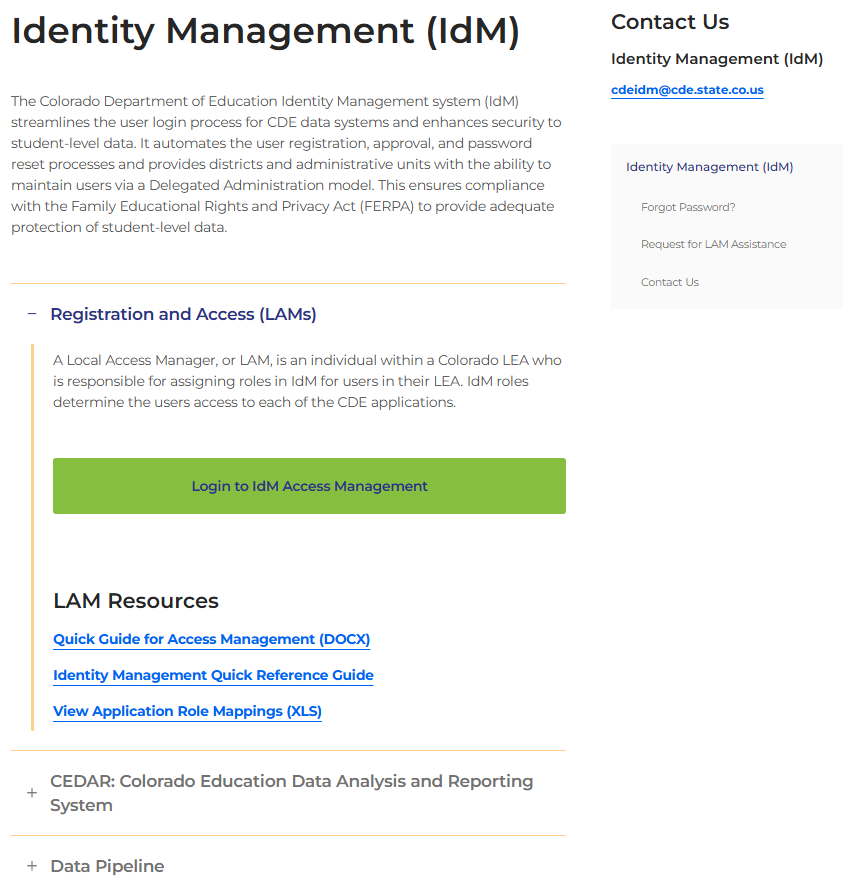 Identity Management (IdM)
The Colorado Department of Education Identity Management system (IdM)
streamlines the user login process for CDE data systems and enhances security to
student-level data. It automates the user registration, approval, and password
reset processes and provides districts and administrative units with the ability to
maintain users via a Delegated Administration model. This ensures compliance
with the Family Educational Rights and Privacy Act (FERPA) to provide adequate
protection of student-level data.
− Registration and Access (LAMs)
A Local Access Manager, or LAM, is an individual within a Colorado LEA who
is responsible for assigning roles in IdM for users in their LEA. IdM roles
determine the users access to each of the CDE applications.
Login to IdM Access Management
LAM Resources
Quick Guide for Access Management (DOCX)
Identity Management Quick Reference Guide
View Application Role Mappings (XLS)
+ CEDAR: Colorado Education Data Analysis and Reporting
System
+ Data Pipeline
Contact Us
Identity Management (IdM)
cdeidm@cde.state.co.us
Identity Management (IdM)
Forgot Password?
Request for LAM Assistance
Contact Us